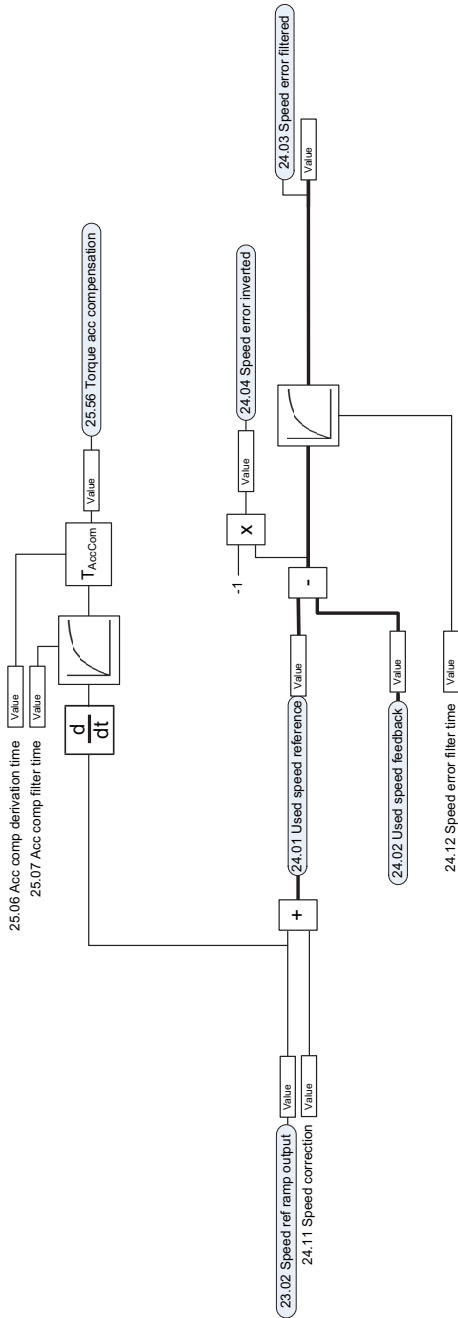 25.06 Acc comp derivation time
Value
25.07 Acc comp filter time
Value
d
dt
TAccCom
Value
25.56 Torque acc compensation
23.02 Speed ref ramp output
Value
24.11 Speed correction
Value
+
24.01 Used speed reference
Value
24.02 Used speed feedback
Value
-
-1
X
Value
24.04 Speed error inverted
24.12 Speed error filter time
Value
24.03 Speed error filtered
Value